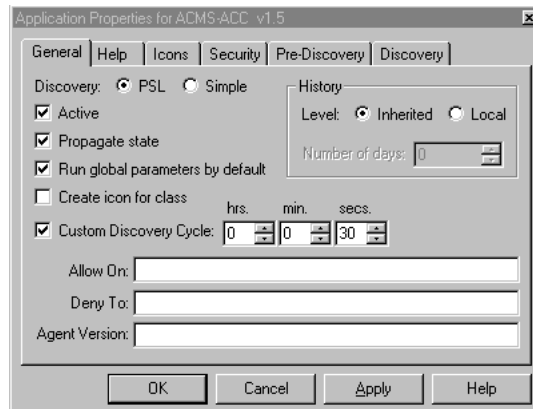 Application Properties for ACMS-ACC v1.5
General Help Icons Security Pre-Discovery Discovery
Discovery: PSL Simple
History
Active
Level: Inherited Local
Propagate state
Number of days: 0
Run global parameters by default
Create icon for class
hrs. min. secs.
Custom Discovery Cycle: 0 0 30
Allow On:
Deny To:
Agent Version:
OK Cancel Apply Help